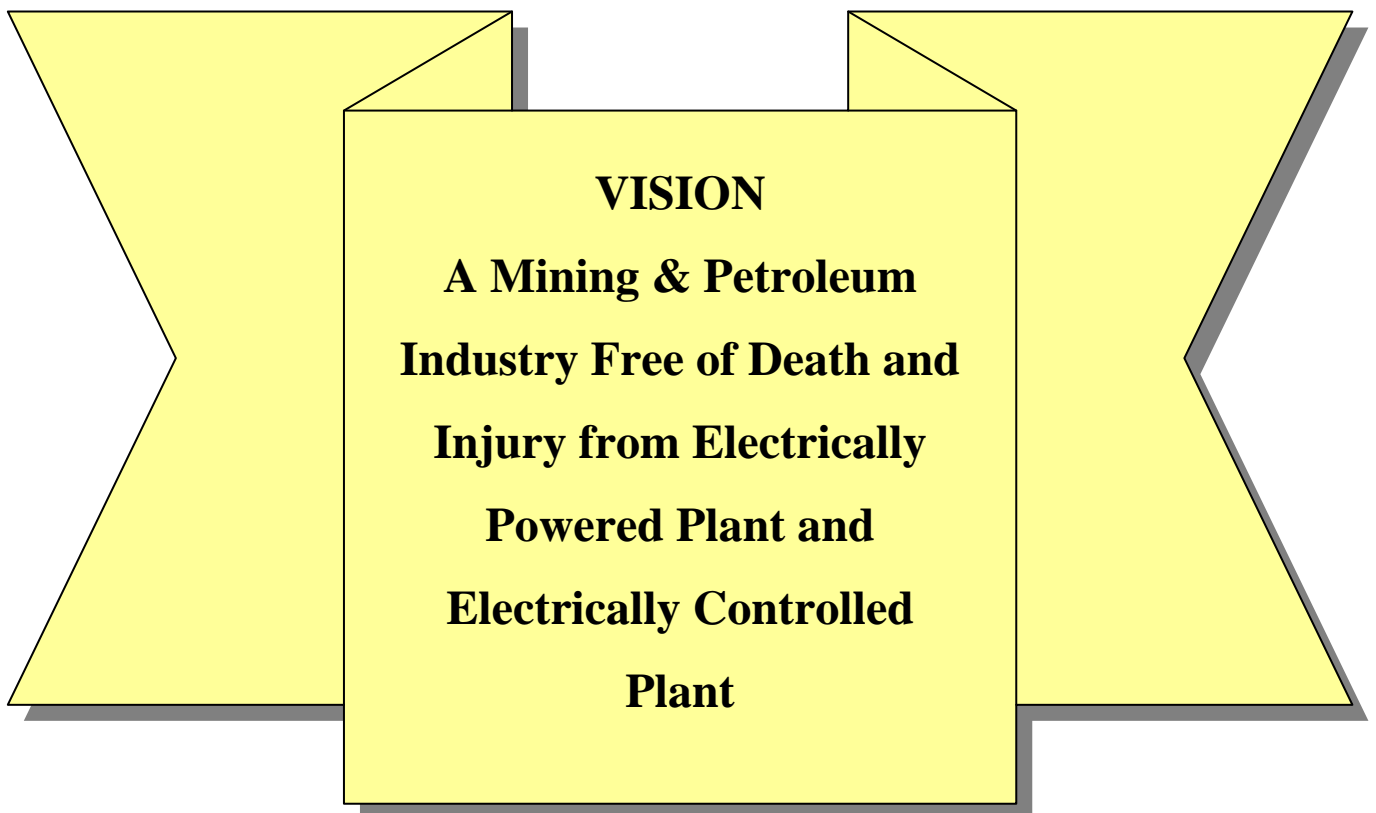 VISION
A Mining & Petroleum
Industry Free of Death and
Injury from Electrically
Powered Plant and
Electrically Controlled
Plant